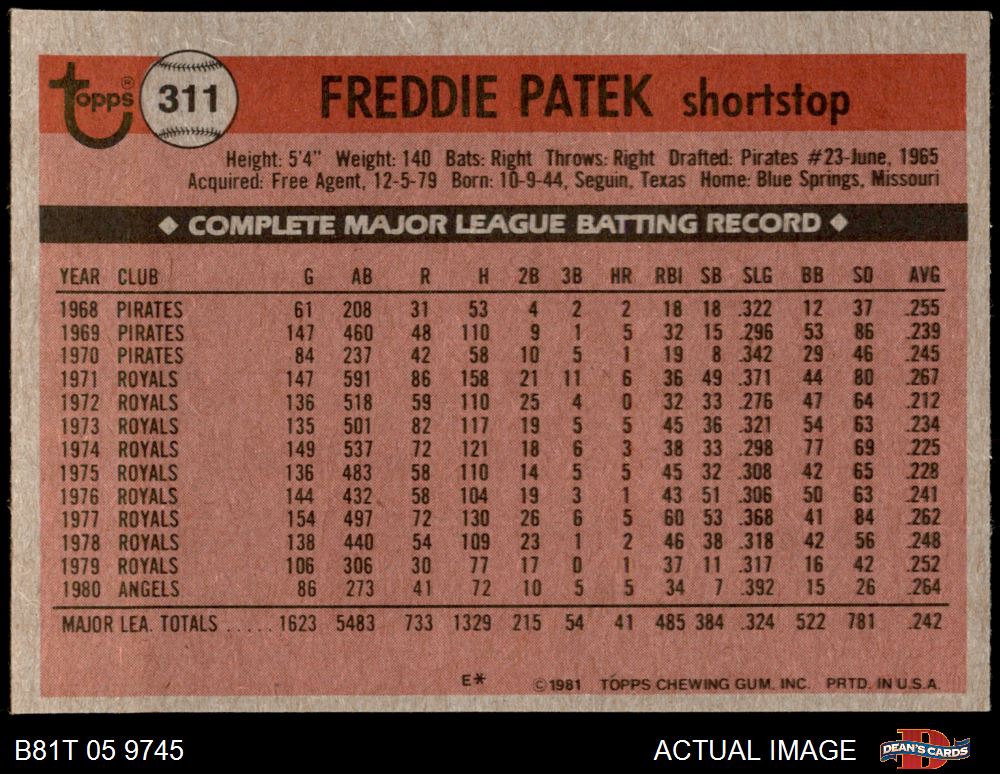 Topps® 311 FREDDIE PATEK shortstop
Height: 5'4" Weight: 140 Bats: Right Throws: Right Drafted: Pirates #23-June, 1965
Acquired: Free Agent, 12-5-79 Born: 10-9-44, Seguin, Texas Home: Blue Springs, Missouri
◆ COMPLETE MAJOR LEAGUE BATTING RECORD ◆
YEAR CLUB G AB R H 2B 3B HR RBI SB SLG BB SO AVG
1968 PIRATES 61 208 31 53 4 2 2 18 18 .322 12 37 .255
1969 PIRATES 147 460 48 110 9 1 5 32 15 .296 53 86 .239
1970 PIRATES 84 237 42 58 10 5 1 19 8 .342 29 46 .245
1971 ROYALS 147 591 86 158 21 11 6 36 49 .371 44 80 .267
1972 ROYALS 136 518 59 110 25 4 0 32 33 .276 47 64 .212
1973 ROYALS 135 501 82 117 19 5 5 45 36 .321 54 63 .234
1974 ROYALS 149 537 72 121 18 6 3 38 33 .298 77 69 .225
1975 ROYALS 136 483 58 110 14 5 5 45 32 .308 42 65 .228
1976 ROYALS 144 432 58 104 19 3 1 43 51 .306 50 63 .241
1977 ROYALS 154 497 72 130 26 6 5 60 53 .368 41 84 .262
1978 ROYALS 138 440 54 109 23 1 2 46 38 .318 42 56 .248
1979 ROYALS 106 306 30 77 17 0 1 37 11 .317 16 42 .252
1980 ANGELS 86 273 41 72 10 5 5 34 7 .392 15 26 .264
MAJOR LEA. TOTALS ..... 1623 5483 733 1329 215 54 41 485 384 .324 522 781 .242
E* ©1981 TOPPS CHEWING GUM, INC. PRTD. IN U.S.A.
B81T 05 9745 ACTUAL IMAGE DEAN'S CARDS